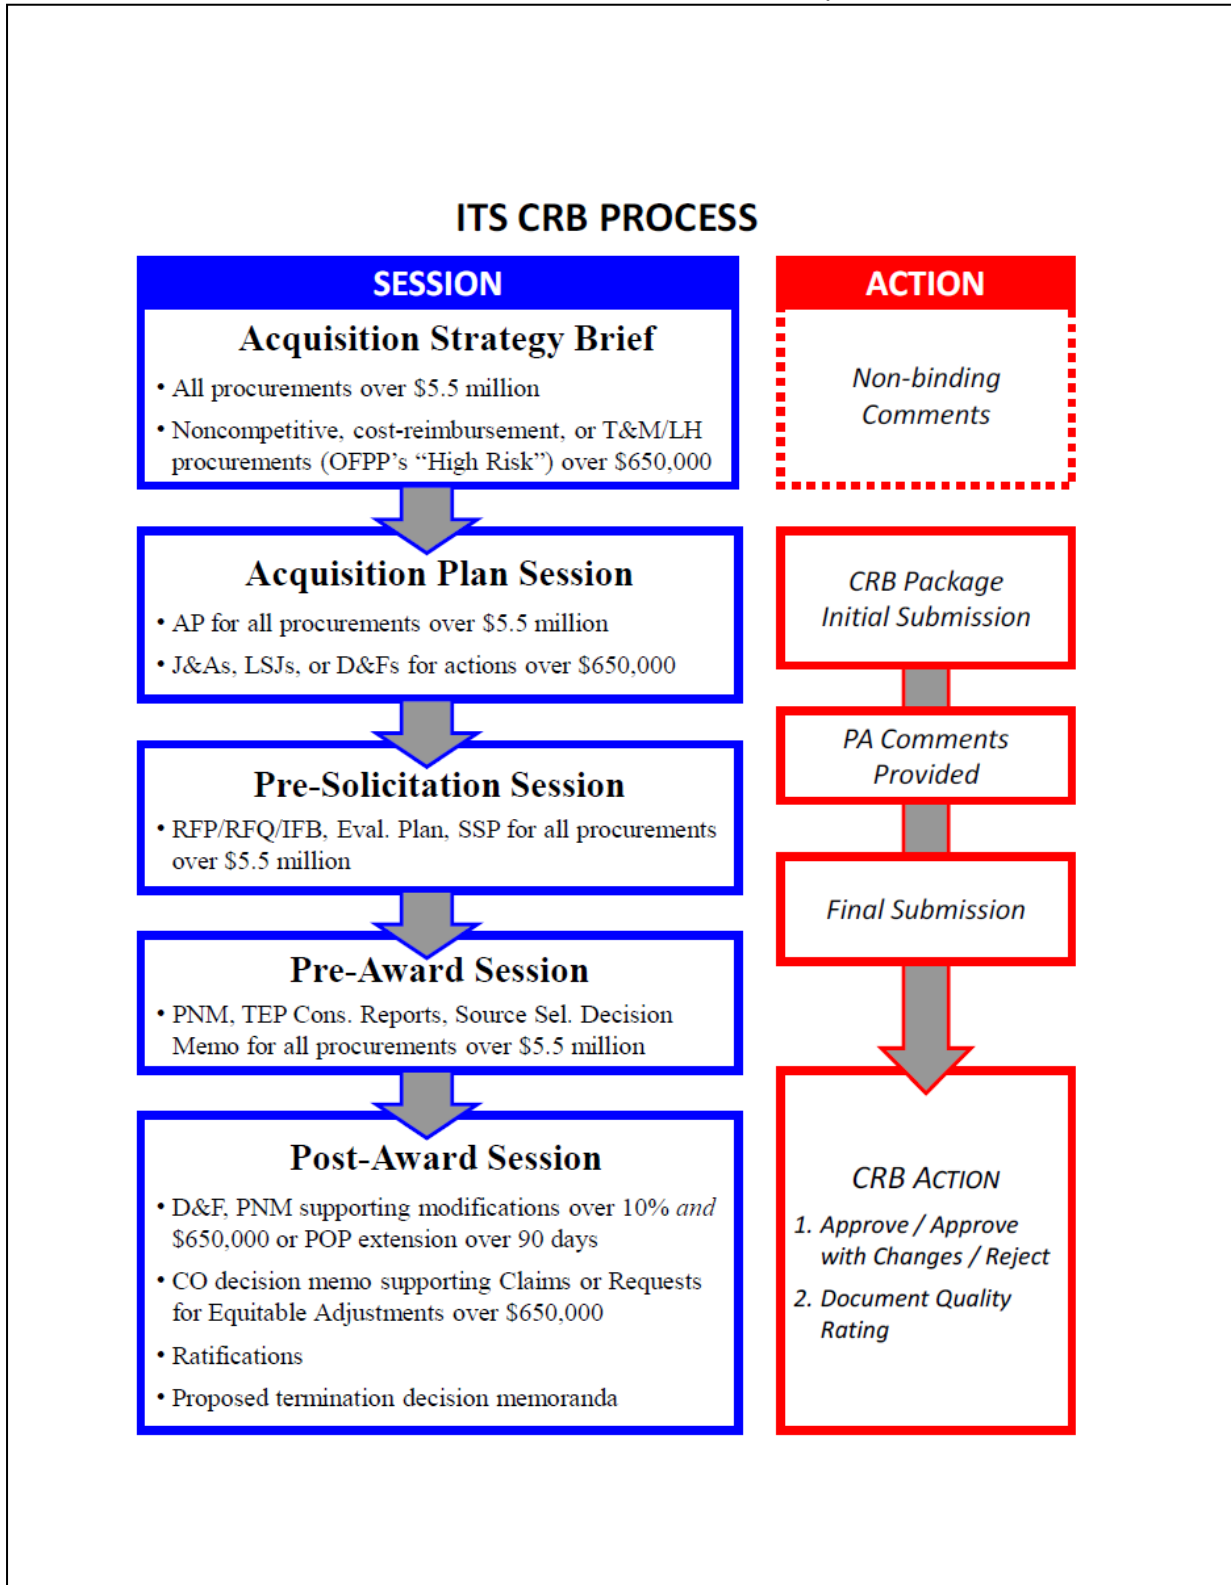 ITS CRB PROCESS
SESSION
Acquisition Strategy Brief
• All procurements over $5.5 million
• Noncompetitive, cost-reimbursement, or T&M/LH
procurements (OFPP’s “High Risk”) over $650,000
Acquisition Plan Session
• AP for all procurements over $5.5 million
• J&As, LSJs, or D&Fs for actions over $650,000
Pre-Solicitation Session
• RFP/RFQ/IFB, Eval. Plan, SSP for all procurements
over $5.5 million
Pre-Award Session
• PNM, TEP Cons. Reports, Source Sel. Decision
Memo for all procurements over $5.5 million
Post-Award Session
• D&F, PNM supporting modifications over 10% and
$650,000 or POP extension over 90 days
• CO decision memo supporting Claims or Requests
for Equitable Adjustments over $650,000
• Ratifications
• Proposed termination decision memoranda
ACTION
Non-binding
Comments
CRB Package
Initial Submission
PA Comments
Provided
Final Submission
CRB ACTION
1. Approve / Approve
with Changes / Reject
2. Document Quality
Rating